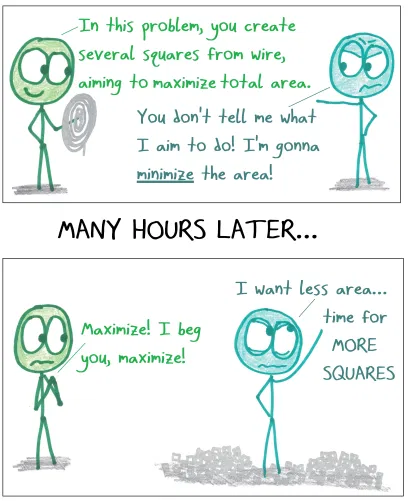 In this problem, you create
several squares from wire,
aiming to maximize total area.
You don't tell me what
I aim to do! I'm gonna
minimize the area!
MANY HOURS LATER...
I want less area...
time for
MORE
SQUARES
Maximize! I beg
you, maximize!